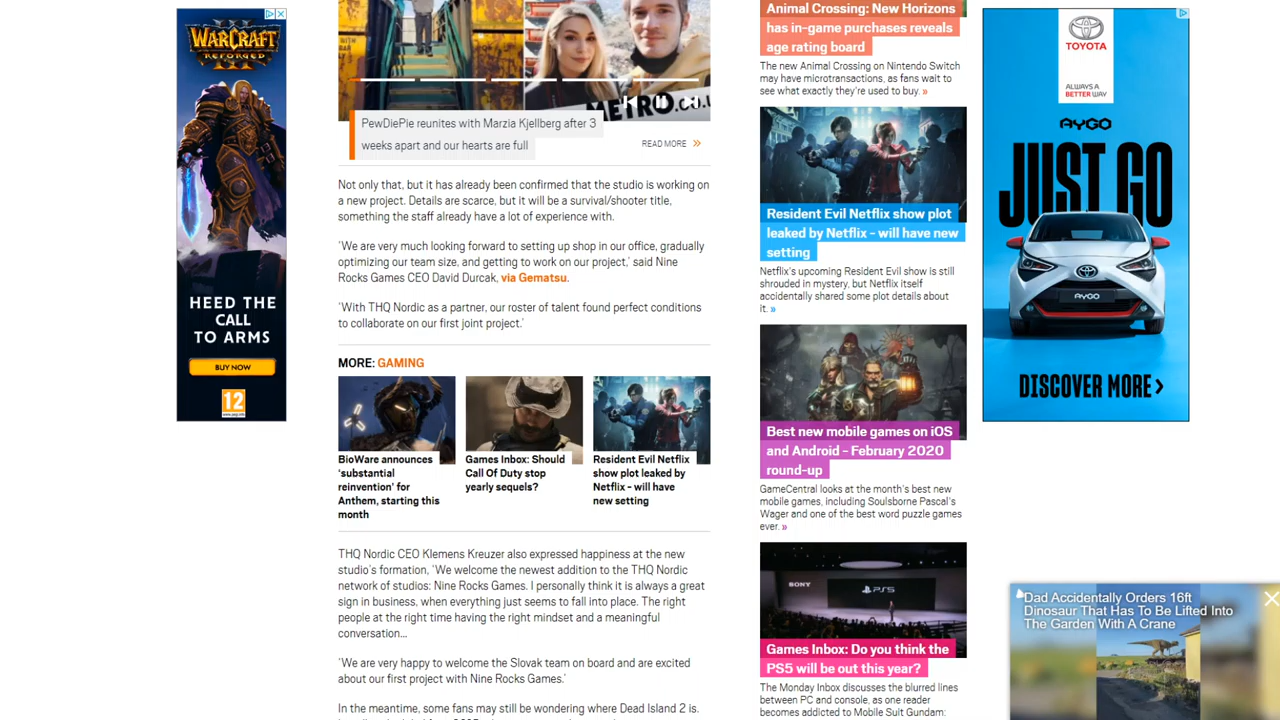 WARCRAFT
III
REFORGED
HEED THE
CALL
TO ARMS
BUY NOW
12
METRO.co.u
PewDiePie reunites with Marzia Kjellberg after 3
weeks apart and our hearts are full
READ MORE »
Not only that, but it has already been confirmed that the studio is working on
a new project. Details are scarce, but it will be a survival/shooter title,
something the staff already have a lot of experience with.
‘We are very much looking forward to setting up shop in our office, gradually
optimizing our team size, and getting to work on our project,’ said Nine
Rocks Games CEO David Durcak, via Gematsu.
‘With THQ Nordic as a partner, our roster of talent found perfect conditions
to collaborate on our first joint project.’
MORE: GAMING
BioWare announces
‘substantial
reinvention’ for
Anthem, starting this
month
Games Inbox: Should
Call Of Duty stop
yearly sequels?
Resident Evil Netflix
show plot leaked by
Netflix – will have
new setting
THQ Nordic CEO Klemens Kreuzer also expressed happiness at the new
studio’s formation, ‘We welcome the newest addition to the THQ Nordic
network of studios: Nine Rocks Games. I personally think it is always a great
sign in business, when everything just seems to fall into place. The right
people at the right time having the right mindset and a meaningful
conversation…
‘We are very happy to welcome the Slovak team on board and are excited
about our first project with Nine Rocks Games.’
In the meantime, some fans may still be wondering where Dead Island 2 is.
Animal Crossing: New Horizons
has in-game purchases reveals
age rating board
The new Animal Crossing on Nintendo Switch
may have microtransactions, as fans wait to
see what exactly they’re used to buy. »
Resident Evil Netflix show plot
leaked by Netflix – will have new
setting
Netflix’s upcoming Resident Evil show is still
shrouded in mystery, but Netflix itself
accidentally shared some plot details about
it. »
Best new mobile games on iOS
and Android – February 2020
round-up
GameCentral looks at the month’s best new
mobile games, including Soulsborne Pascal’s
Wager and one of the best word puzzle games
ever. »
SONY
PS5
Games Inbox: Do you think the
PS5 will be out this year?
The Monday Inbox discusses the blurred lines
between PC and console, as one reader
becomes addicted to Mobile Suit Gundam:
TOYOTA
ALWAYS A
BETTER WAY
AYGO
JUST GO
AYGO
DISCOVER MORE >
Dad Accidentally Orders 16ft
Dinosaur That Has To Be Lifted Into
The Garden With A Crane